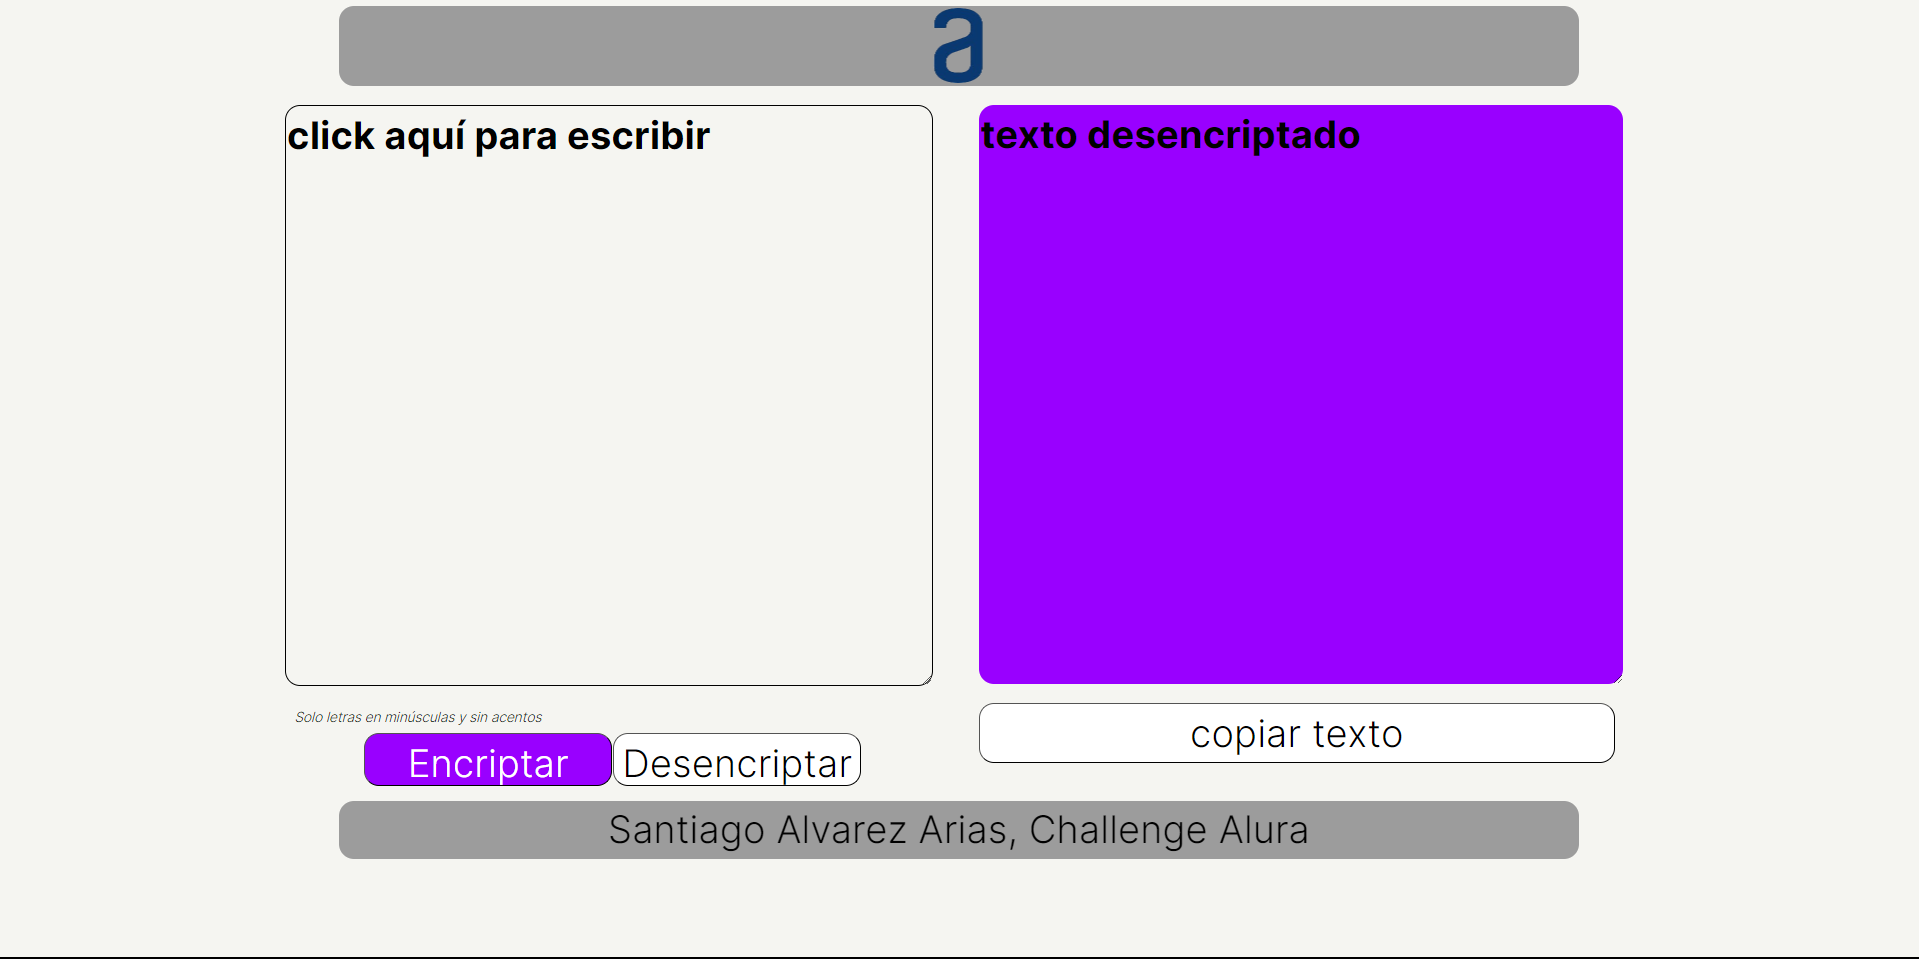 a
click aquí para escribir
texto desencriptado
Solo letras en minúsculas y sin acentos
Encriptar
Desencriptar
copiar texto
Santiago Alvarez Arias, Challenge Alura